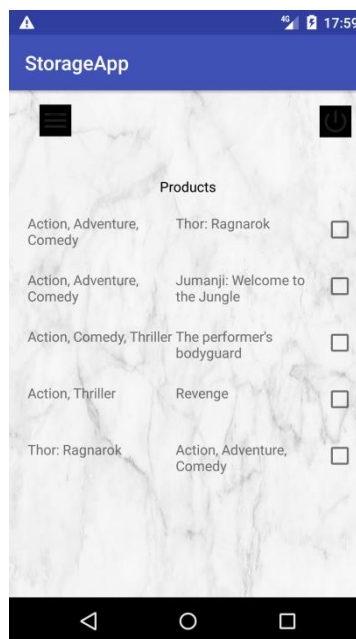 4G 17:59
StorageApp
Products
Action, Adventure, Comedy
Thor: Ragnarok
Action, Adventure, Comedy
Jumanji: Welcome to the Jungle
Action, Comedy, Thriller
The performer's bodyguard
Action, Thriller
Revenge
Thor: Ragnarok
Action, Adventure, Comedy